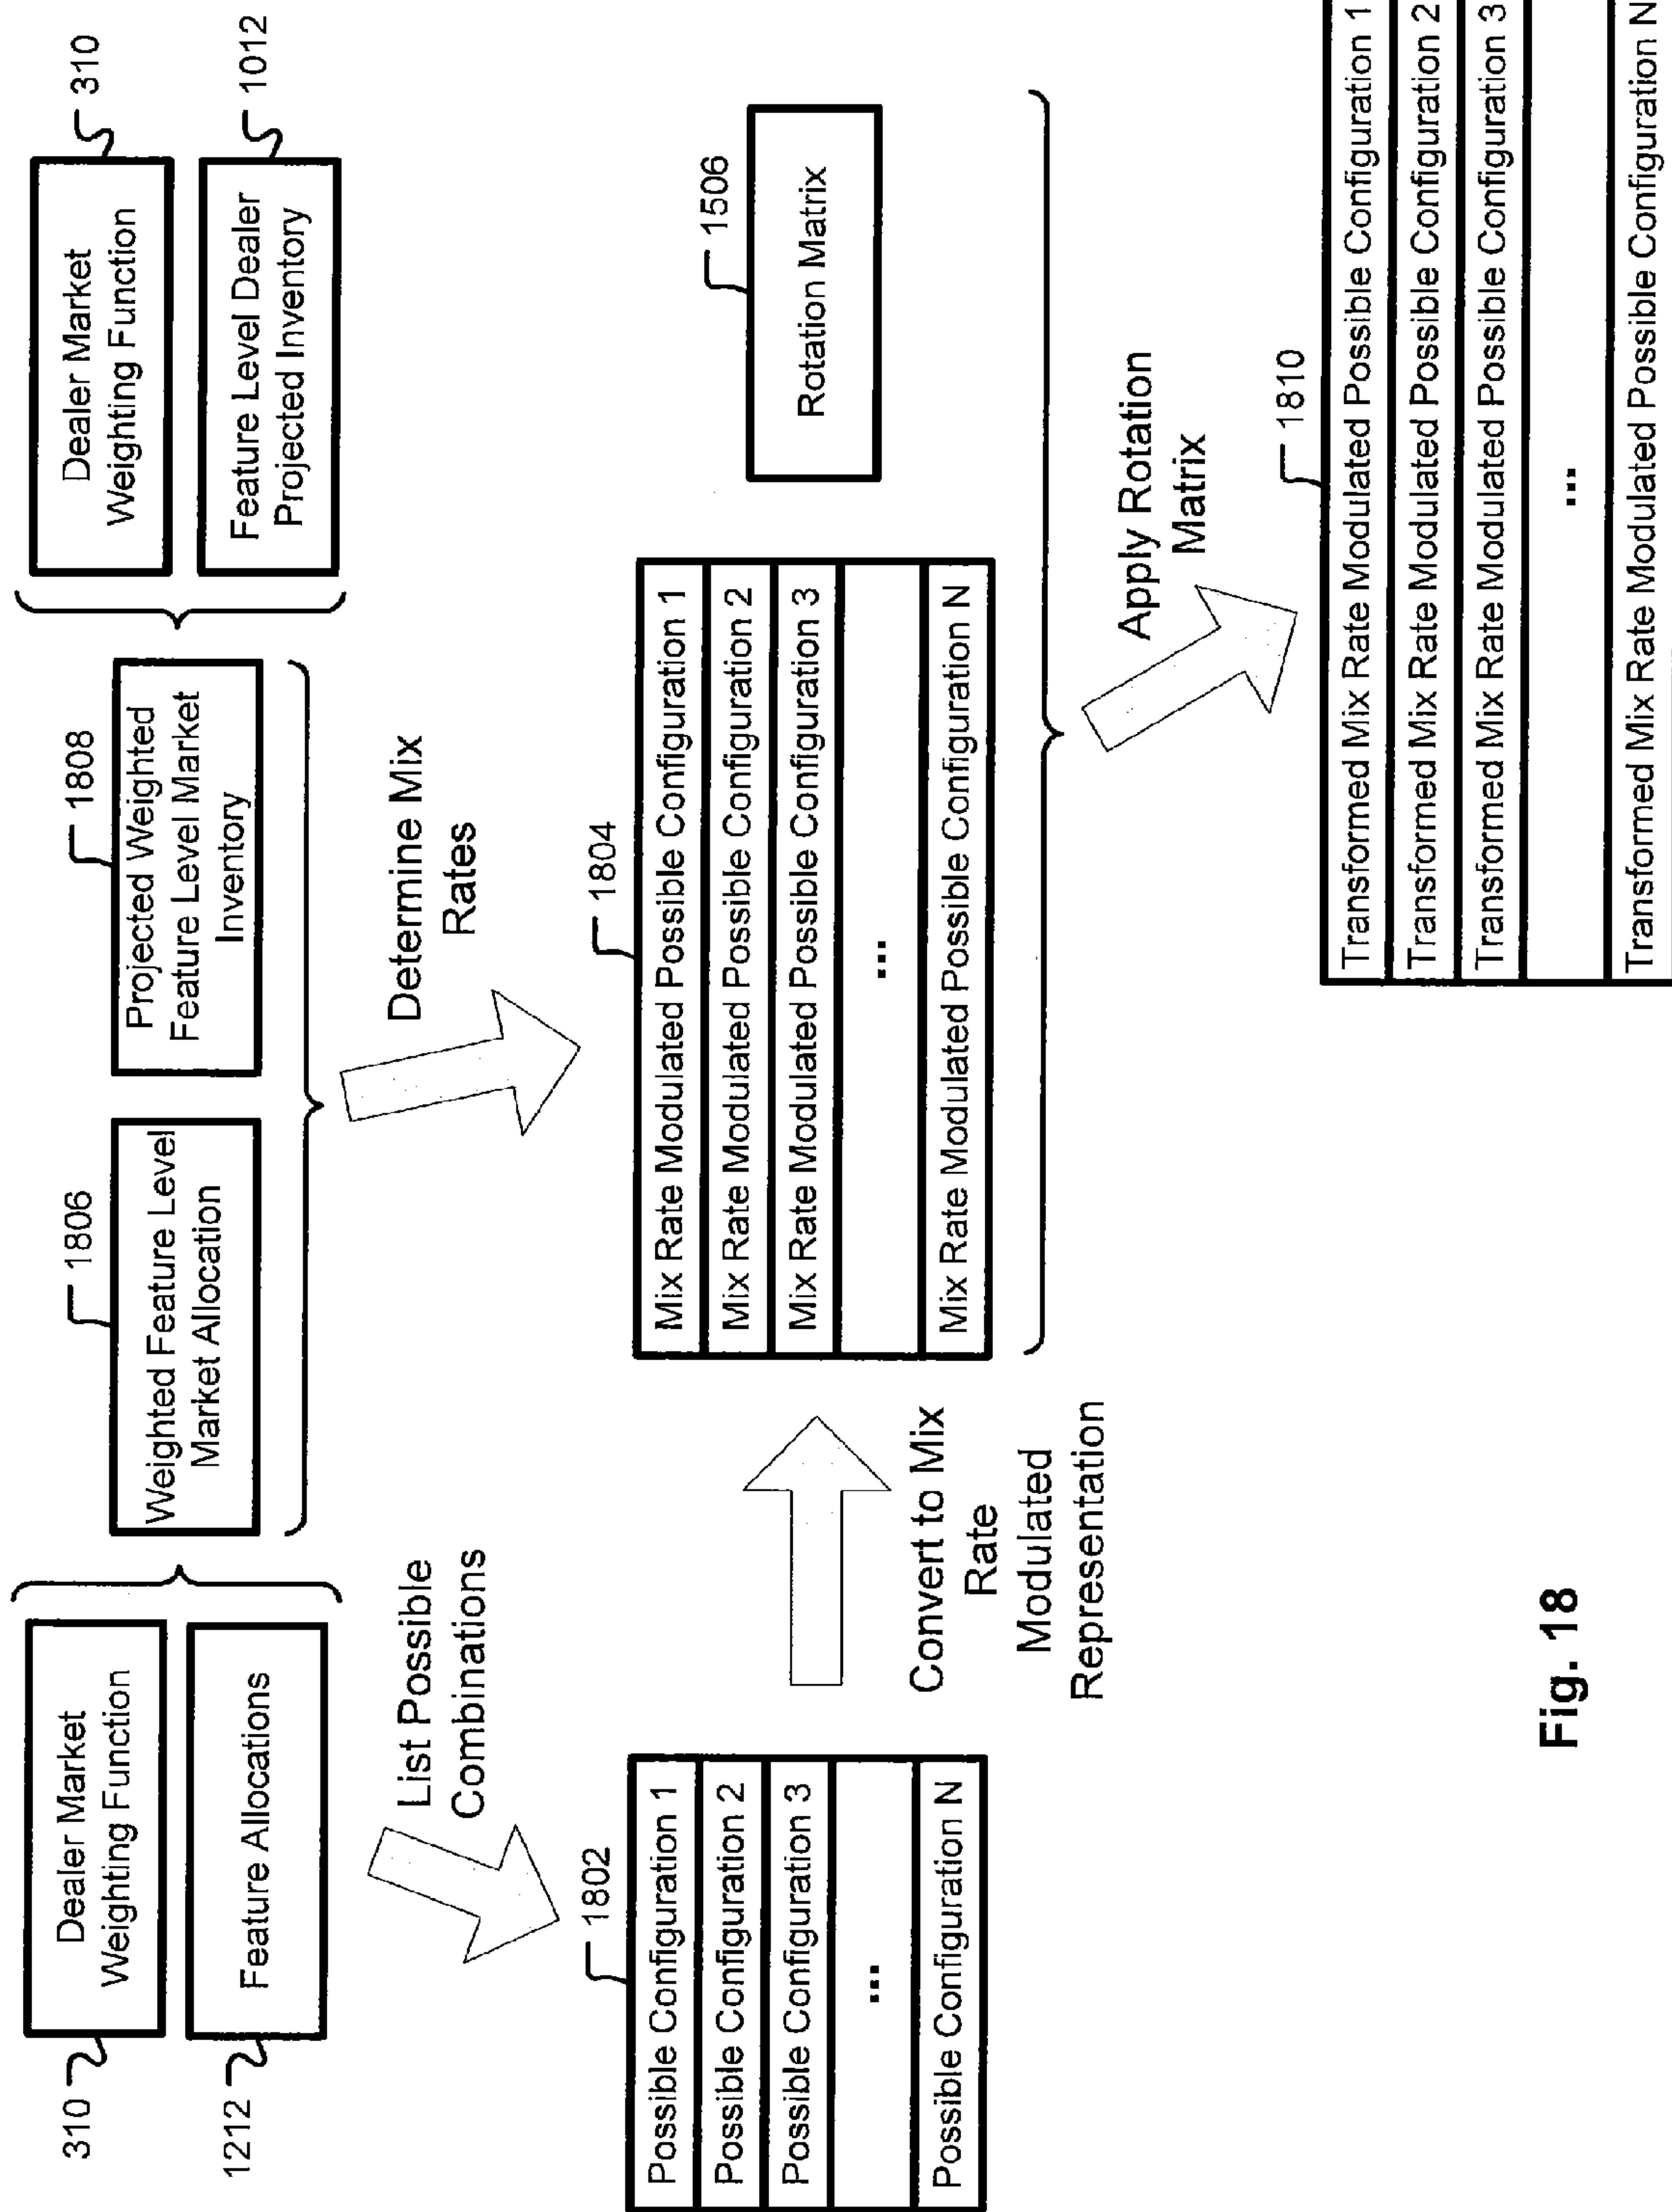 310
Dealer Market
Weighting Function
1212
Feature Allocations
1806
Weighted Feature Level
Market Allocation
1808
Projected Weighted
Feature Level Market
Inventory
Dealer Market
Weighting Function
310
Feature Level Dealer
Projected Inventory
1012
List Possible
Combinations
Determine Mix
Rates
1802
Possible Configuration 1
Possible Configuration 2
Possible Configuration 3
...
Possible Configuration N
Convert to Mix
Rate
Modulated
Representation
1804
Mix Rate Modulated Possible Configuration 1
Mix Rate Modulated Possible Configuration 2
Mix Rate Modulated Possible Configuration 3
...
Mix Rate Modulated Possible Configuration N
1506
Rotation Matrix
Apply Rotation
Matrix
1810
Transformed Mix Rate Modulated Possible Configuration 1
Transformed Mix Rate Modulated Possible Configuration 2
Transformed Mix Rate Modulated Possible Configuration 3
...
Transformed Mix Rate Modulated Possible Configuration N
Fig. 18